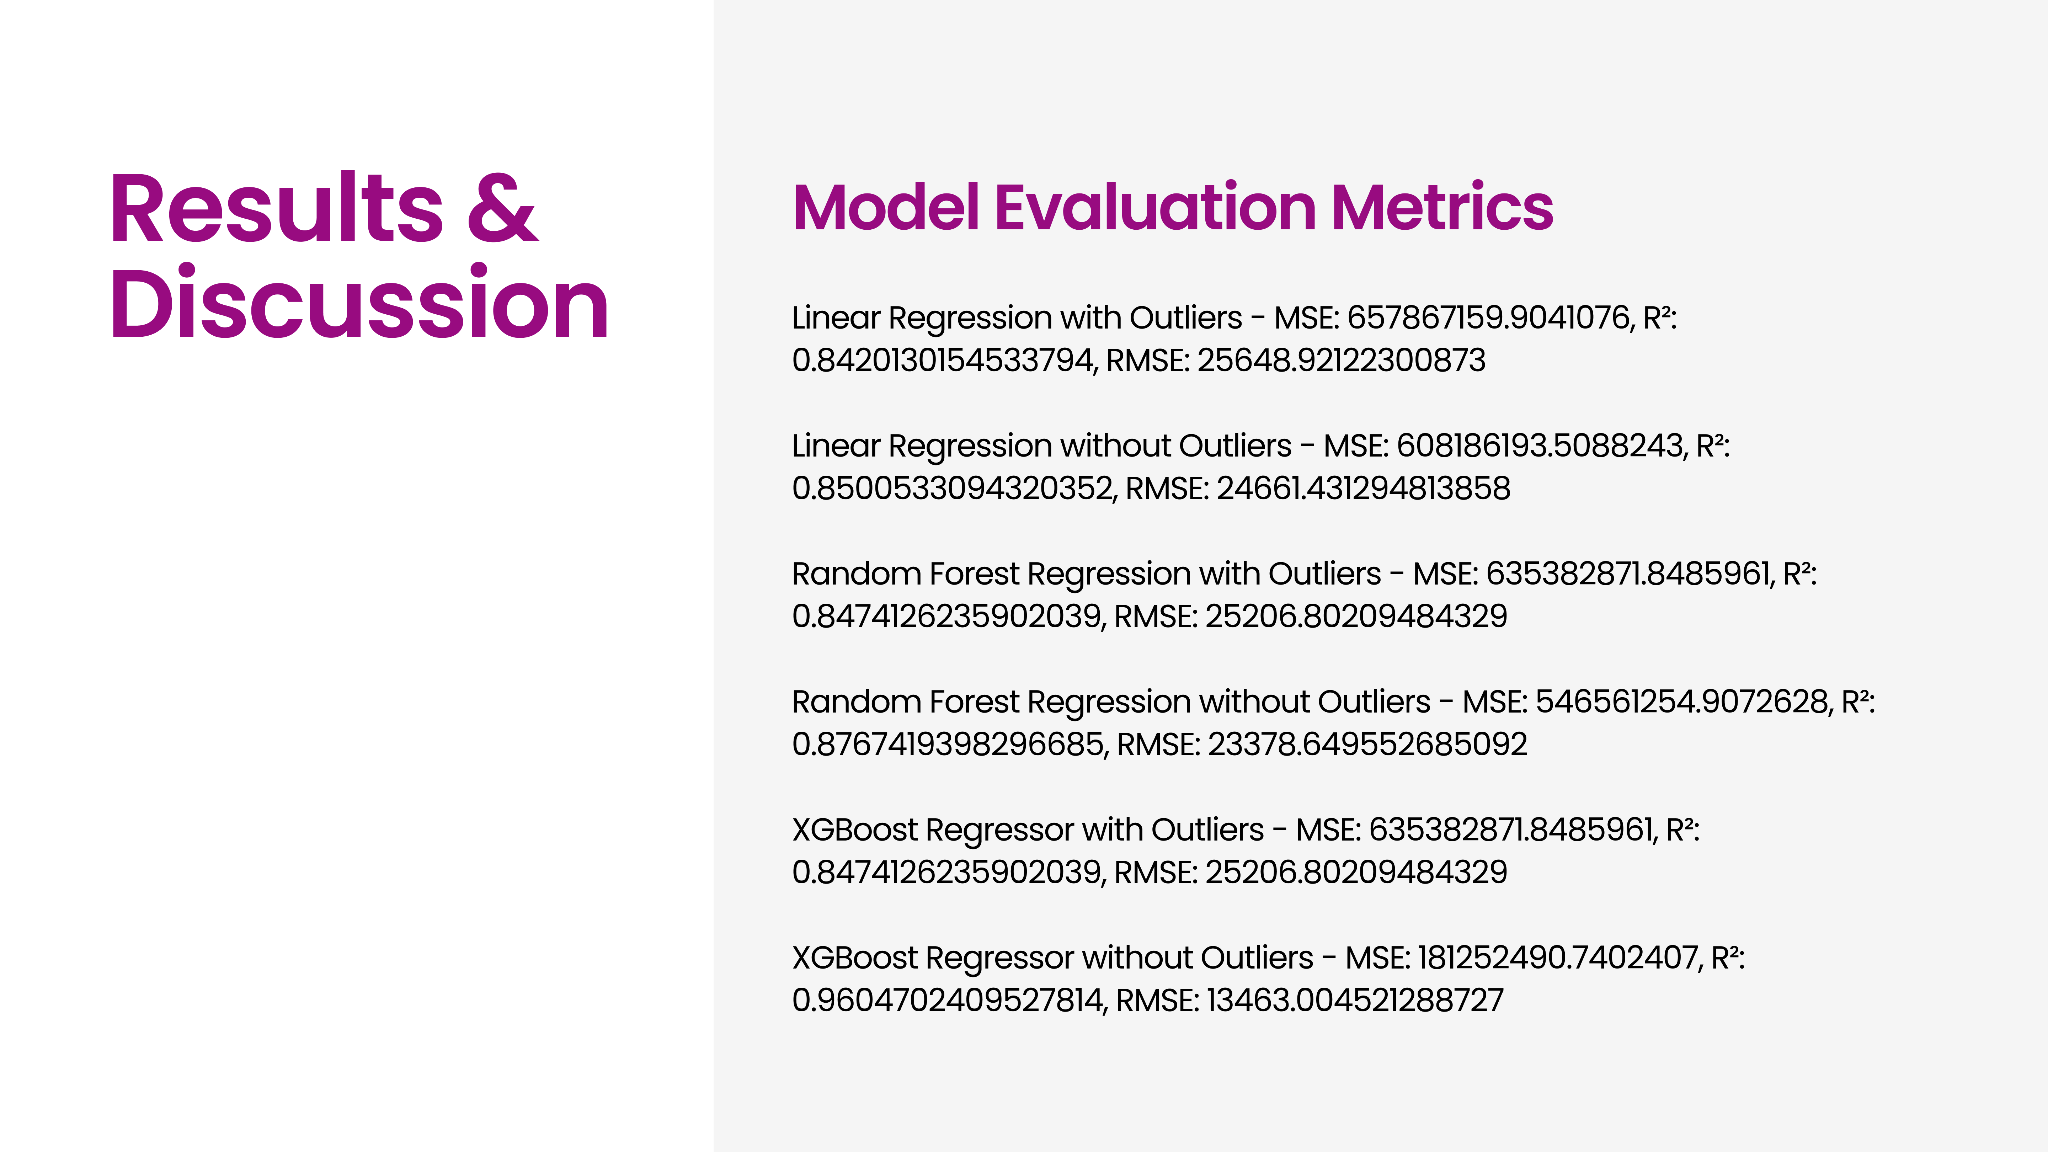 Results &
Discussion
Model Evaluation Metrics
Linear Regression with Outliers - MSE: 657867159.9041076, R²:
0.8420130154533794, RMSE: 25648.92122300873
Linear Regression without Outliers - MSE: 608186193.5088243, R²:
0.8500533094320352, RMSE: 24661.431294813858
Random Forest Regression with Outliers - MSE: 635382871.8485961, R²:
0.8474126235902039, RMSE: 25206.80209484329
Random Forest Regression without Outliers - MSE: 546561254.9072628, R²:
0.8767419398296685, RMSE: 23378.649552685092
XGBoost Regressor with Outliers - MSE: 635382871.8485961, R²:
0.8474126235902039, RMSE: 25206.80209484329
XGBoost Regressor without Outliers - MSE: 181252490.7402407, R²:
0.9604702409527814, RMSE: 13463.004521288727